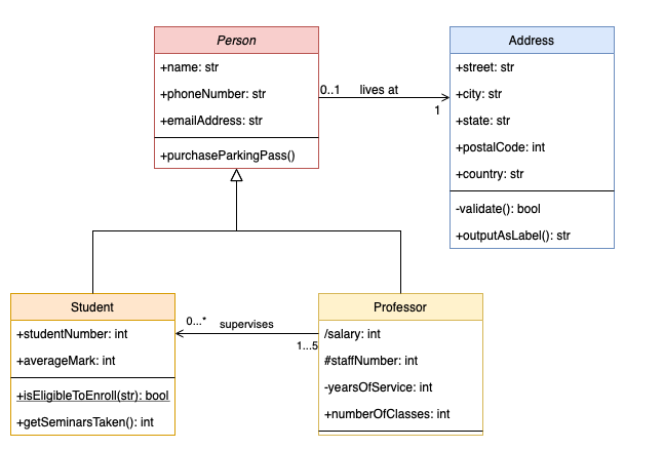 Person
+name: str
+phoneNumber: str
+emailAddress: str
+purchaseParkingPass()
0..1 lives at
1
Address
+street: str
+city: str
+state: str
+postalCode: int
+country: str
-validate(): bool
+outputAsLabel(): str
Student
+studentNumber: int
+averageMark: int
+isEligibleToEnroll(str): bool
+getSeminarsTaken(): int
0...* supervises
1...5
Professor
/salary: int
#staffNumber: int
-yearsOfService: int
+numberOfClasses: int